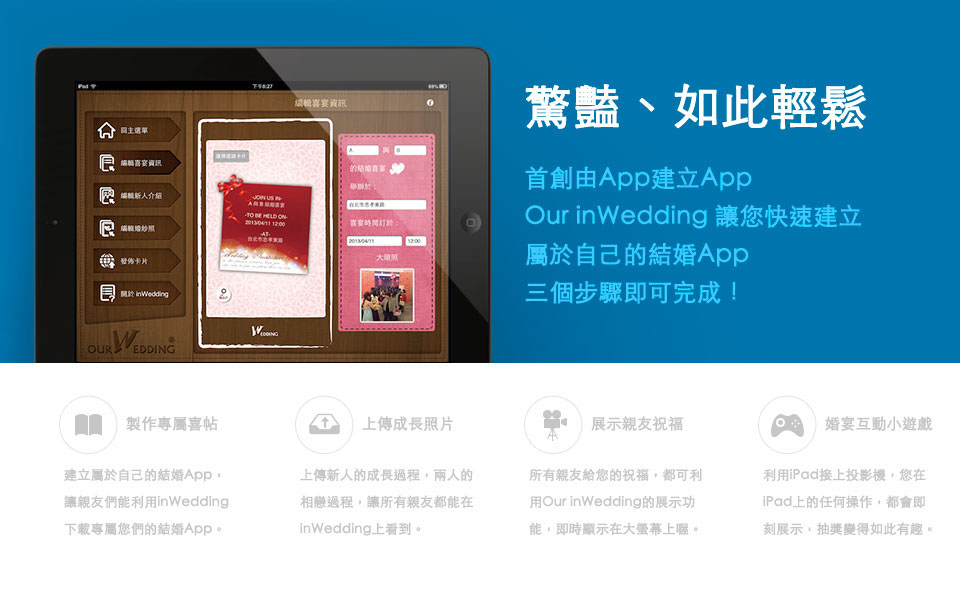 iPad
下午8:27
89%
編輯喜宴資訊
回主選單
編輯喜宴資訊
編輯新人介紹
編輯婚紗照
發佈卡片
關於 inWedding
OUR WEDDING®
選擇邀請卡片
-JOIN US IN-
A 與 B 結婚喜宴
-TO BE HELD ON-
2013/04/11 12:00
-AT-
台北市忠孝東路
Wedding Invitation
WEDDING
A 與 B
的結婚喜宴
舉辦於：
台北市忠孝東路
喜宴時間訂於：
2013/04/11 12:00
大頭照
驚豔、如此輕鬆
首創由App建立App
Our inWedding 讓您快速建立
屬於自己的結婚App
三個步驟即可完成！
製作專屬喜帖
建立屬於自己的結婚App，
讓親友們能利用inWedding
下載專屬您們的結婚App。
上傳成長照片
上傳新人的成長過程，兩人的
相戀過程，讓所有親友都能在
inWedding上看到。
展示親友祝福
所有親友給您的祝福，都可利
用Our inWedding的展示功
能，即時顯示在大螢幕上喔。
婚宴互動小遊戲
利用iPad接上投影機，您在
iPad上的任何操作，都會即
刻展示，抽獎變得如此有趣。